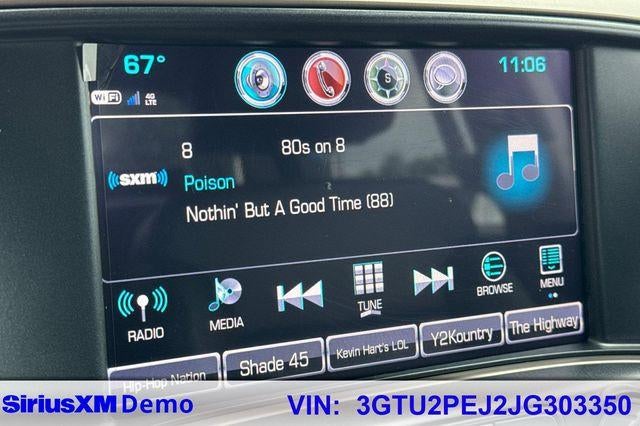 67° 11:06
WiFi 4G LTE S
8 80s on 8
((sxm))
Poison
Nothin' But A Good Time (88)
RADIO MEDIA TUNE BROWSE MENU
Hip-Hop Nation Shade 45 Kevin Hart's LOL Y2Kountry The Highway
SiriusXM Demo VIN: 3GTU2PEJ2JG303350